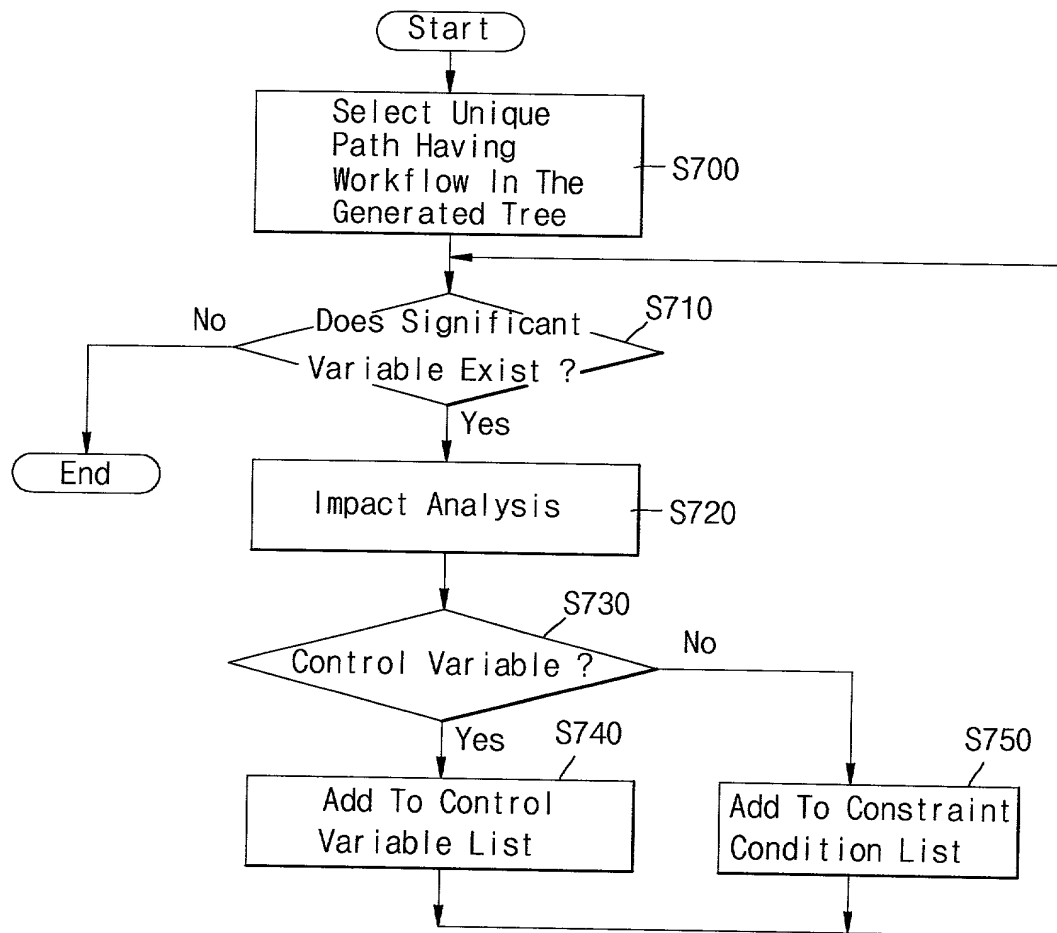 Start
Select Unique
Path Having
Workflow In The
Generated Tree
S700
S710
No
Does Significant
Variable Exist ?
Yes
End
Impact Analysis
S720
S730
No
Control Variable ?
Yes
S740
S750
Add To Control
Variable List
Add To Constraint
Condition List